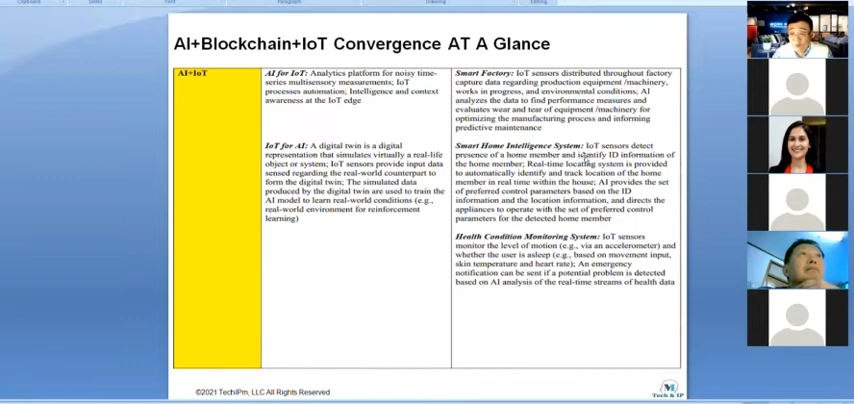 Clipboard
Slides
Font
Paragraph
Drawing
Editing
AI+Blockchain+IoT Convergence AT A Glance
AI+IoT
AI for IoT: Analytics platform for noisy time-
series multisensory measurements; IoT
processes automation; Intelligence and context
awareness at the IoT edge
IoT for AI: A digital twin is a digital
representation that simulates virtually a real-life
object or system; IoT sensors provide input data
sensed regarding the real-world counterpart to
form the digital twin; The simulated data
produced by the digital twin are used to train the
AI model to learn real-world conditions (e.g.,
real-world environment for reinforcement
learning)
Smart Factory: IoT sensors distributed throughout factory
capture data regarding production equipment /machinery,
works in progress, and environmental conditions; AI
analyzes the data to find performance measures and
evaluates wear and tear of equipment /machinery for
optimizing the manufacturing process and informing
predictive maintenance
Smart Home Intelligence System: IoT sensors detect
presence of a home member and identify ID information of
the home member; Real-time locating system is provided
to automatically identify and track location of the home
member in real time within the house; AI provides the set
of preferred control parameters based on the ID
information and the location information, and directs the
appliances to operate with the set of preferred control
parameters for the detected home member
Health Condition Monitoring System: IoT sensors
monitor the level of motion (e.g., via an accelerometer) and
whether the user is asleep (e.g., based on movement input,
skin temperature and heart rate); An emergency
notification can be sent if a potential problem is detected
based on AI analysis of the real-time streams of health data
©2021 TechIPm, LLC All Rights Reserved
Tech & IP